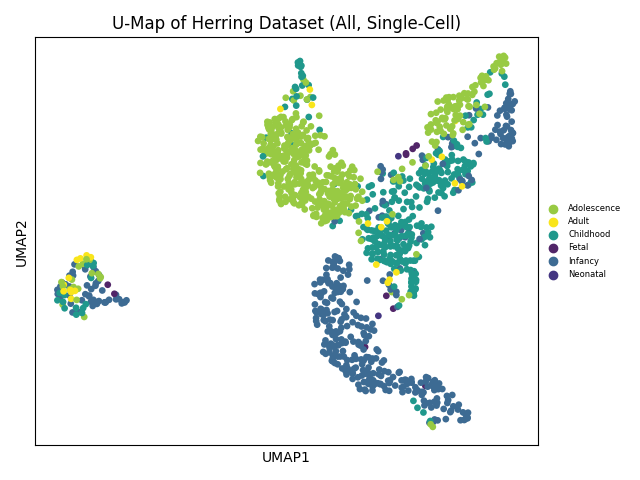 U-Map of Herring Dataset (All, Single-Cell)
UMAP2
Adolescence
Adult
Childhood
Fetal
Infancy
Neonatal
UMAP1